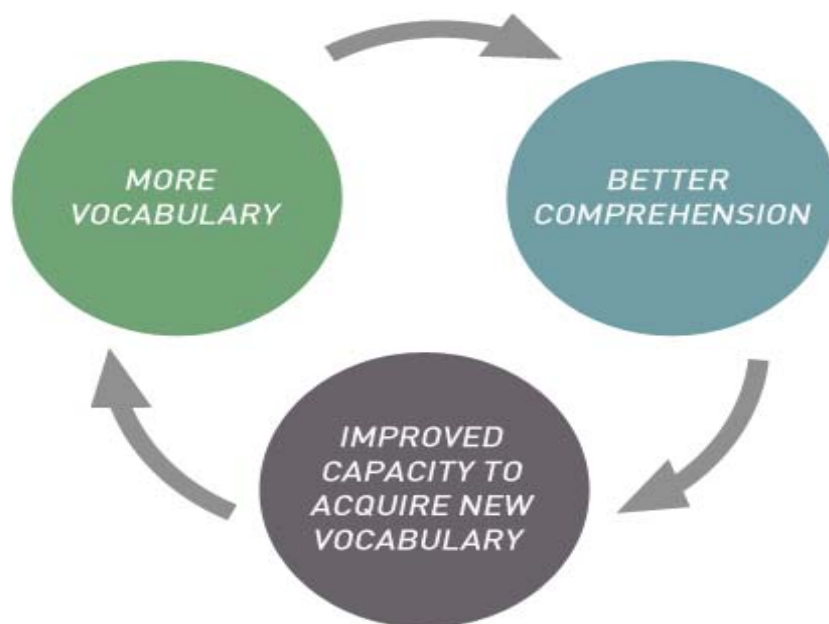 MORE
VOCABULARY
BETTER
COMPREHENSION
IMPROVED
CAPACITY TO
ACQUIRE NEW
VOCABULARY